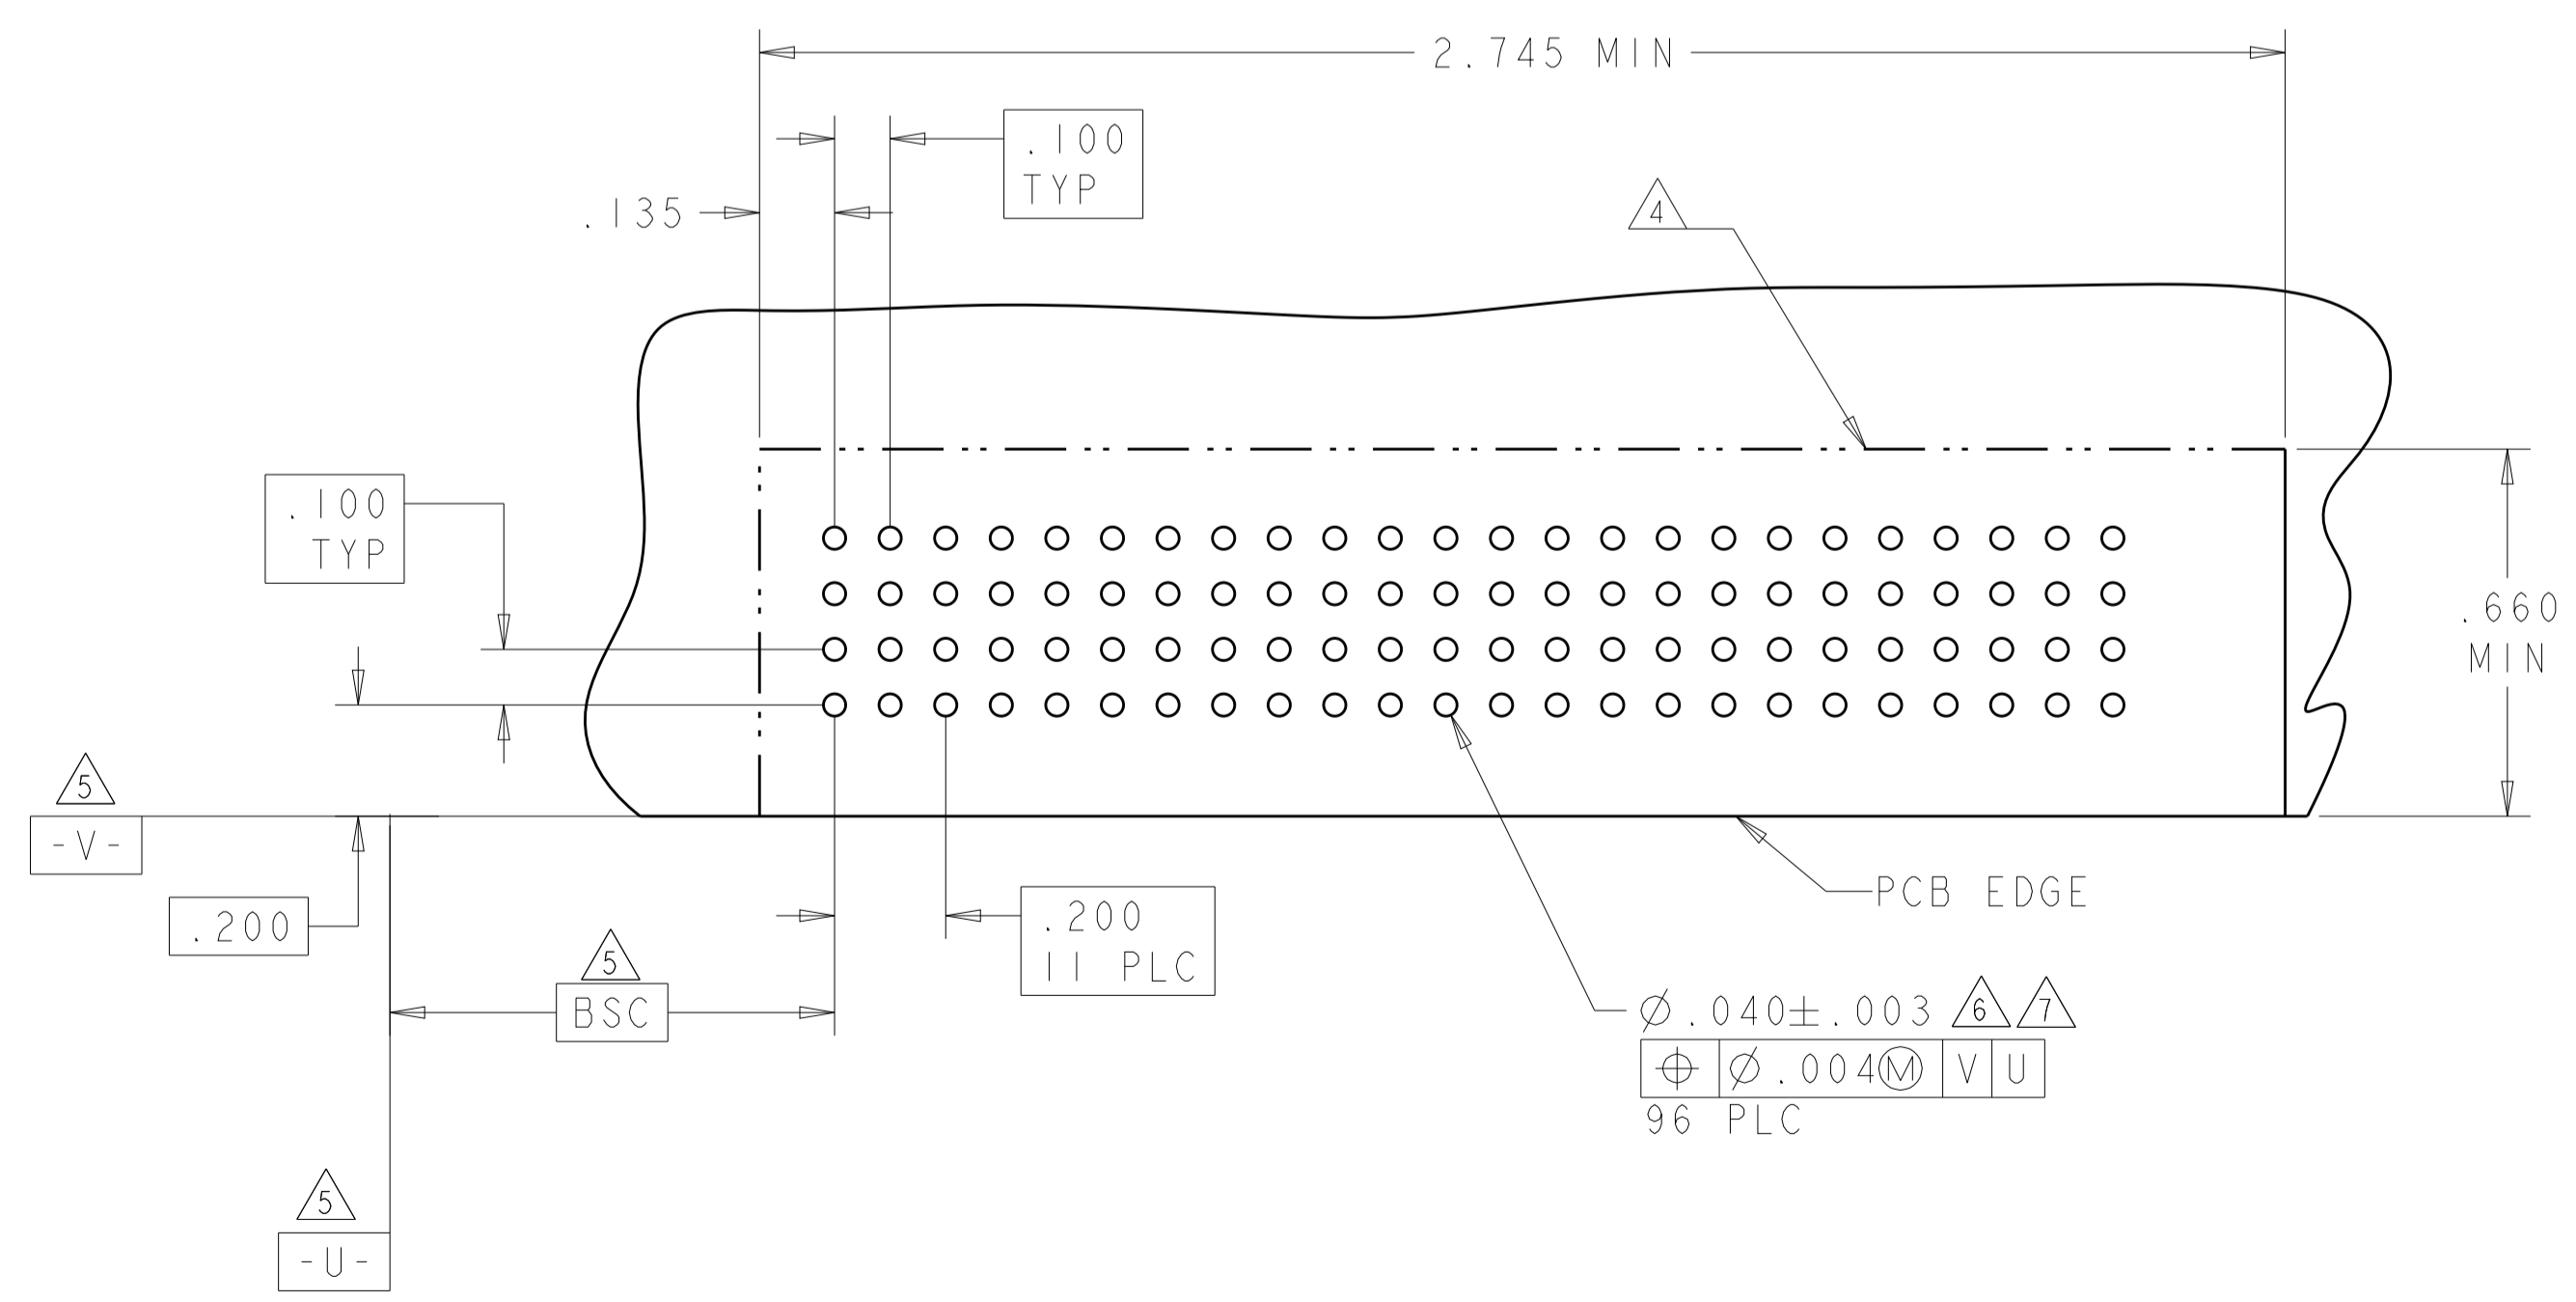 2.745 MIN
.100
TYP
.135
4
.100
TYP
.660
MIN
5
-V-
.200
5
BSC
.200
11 PLC
PCB EDGE
Ø.040±.003 6 7
⌖ Ø.004Ⓜ V U
96 PLC
5
-U-